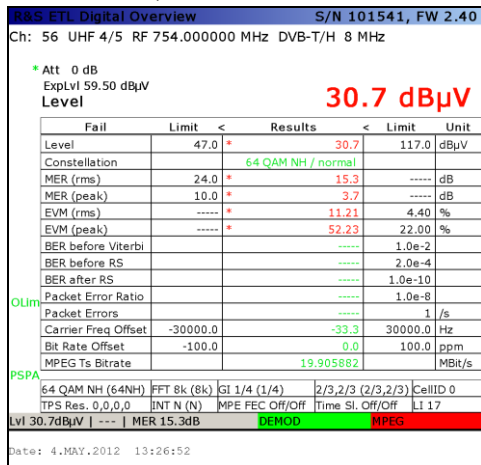 R&S ETL Digital Overview S/N 101541, FW 2.40
Ch: 56 UHF 4/5 RF 754.000000 MHz DVB-T/H 8 MHz
* Att 0 dB
ExpLvl 59.50 dBµV
Level 30.7 dBµV
Fail Limit < Results < Limit Unit
Level 47.0 * 30.7 117.0 dBµV
Constellation 64 QAM NH / normal
MER (rms) 24.0 * 15.3 ----- dB
MER (peak) 10.0 * 3.7 ----- dB
EVM (rms) ----- * 11.21 4.40 %
EVM (peak) ----- * 52.23 22.00 %
BER before Viterbi ----- 1.0e-2
BER before RS ----- 2.0e-4
BER after RS ----- 1.0e-10
Packet Error Ratio ----- 1.0e-8
OLim
Packet Errors ----- 1 /s
Carrier Freq Offset -30000.0 -33.3 30000.0 Hz
Bit Rate Offset -100.0 0.0 100.0 ppm
MPEG Ts Bitrate 19.905882 MBit/s
PSPA
64 QAM NH (64NH) FFT 8k (8k) GI 1/4 (1/4) 2/3,2/3 (2/3,2/3) CellID 0
TPS Res. 0,0,0,0 INT N (N) MPE FEC Off/Off Time Sl. Off/Off LI 17
Lvl 30.7dBµV | --- | MER 15.3dB DEMOD MPEG
Date: 4.MAY.2012 13:26:52